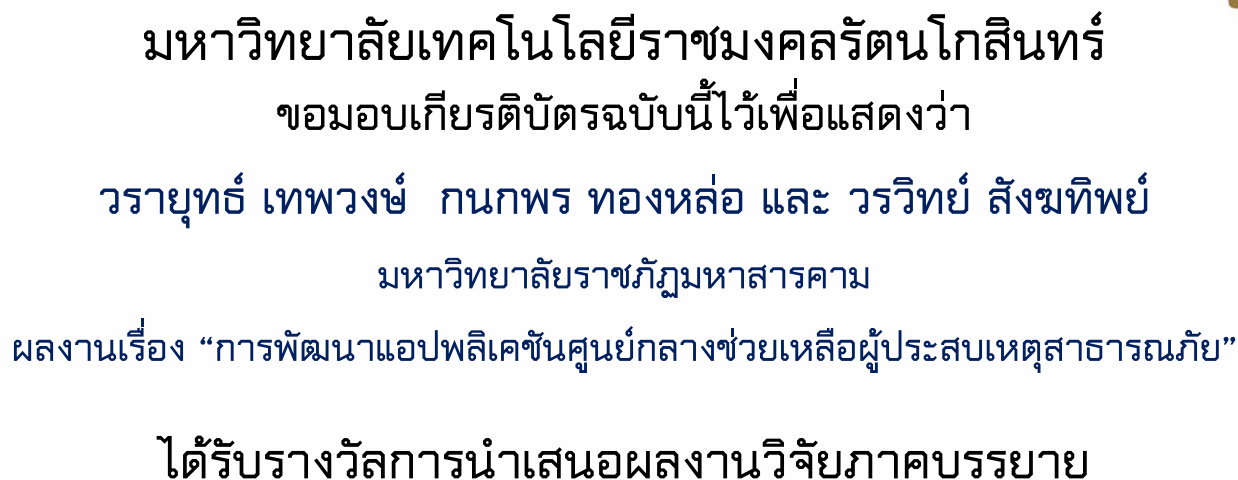 มหาวิทยาลัยเทคโนโลยีราชมงคลรัตนโกสินทร์
ขอมอบเกียรติบัตรฉบับนี้ไว้เพื่อแสดงว่า
วรายุทธ์ เทพวงษ์ กนกพร ทองหล่อ และ วรวิทย์ สังฆทิพย์
มหาวิทยาลัยราชภัฏมหาสารคาม
ผลงานเรื่อง “การพัฒนาแอปพลิเคชันศูนย์กลางช่วยเหลือผู้ประสบเหตุสาธารณภัย”
ได้รับรางวัลการนำเสนอผลงานวิจัยภาคบรรยาย